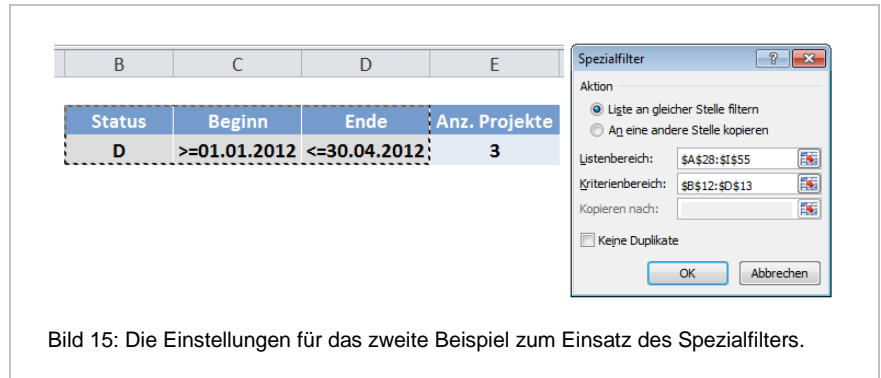 B C D E
Status Beginn Ende Anz. Projekte
D >=01.01.2012 <=30.04.2012 3
Spezialfilter
Aktion
Liste an gleicher Stelle filtern
An eine andere Stelle kopieren
Listenbereich: $A$28:$I$55
Kriterienbereich: $B$12:$D$13
Kopieren nach:
Keine Duplikate
OK Abbrechen
Bild 15: Die Einstellungen für das zweite Beispiel zum Einsatz des Spezialfilters.